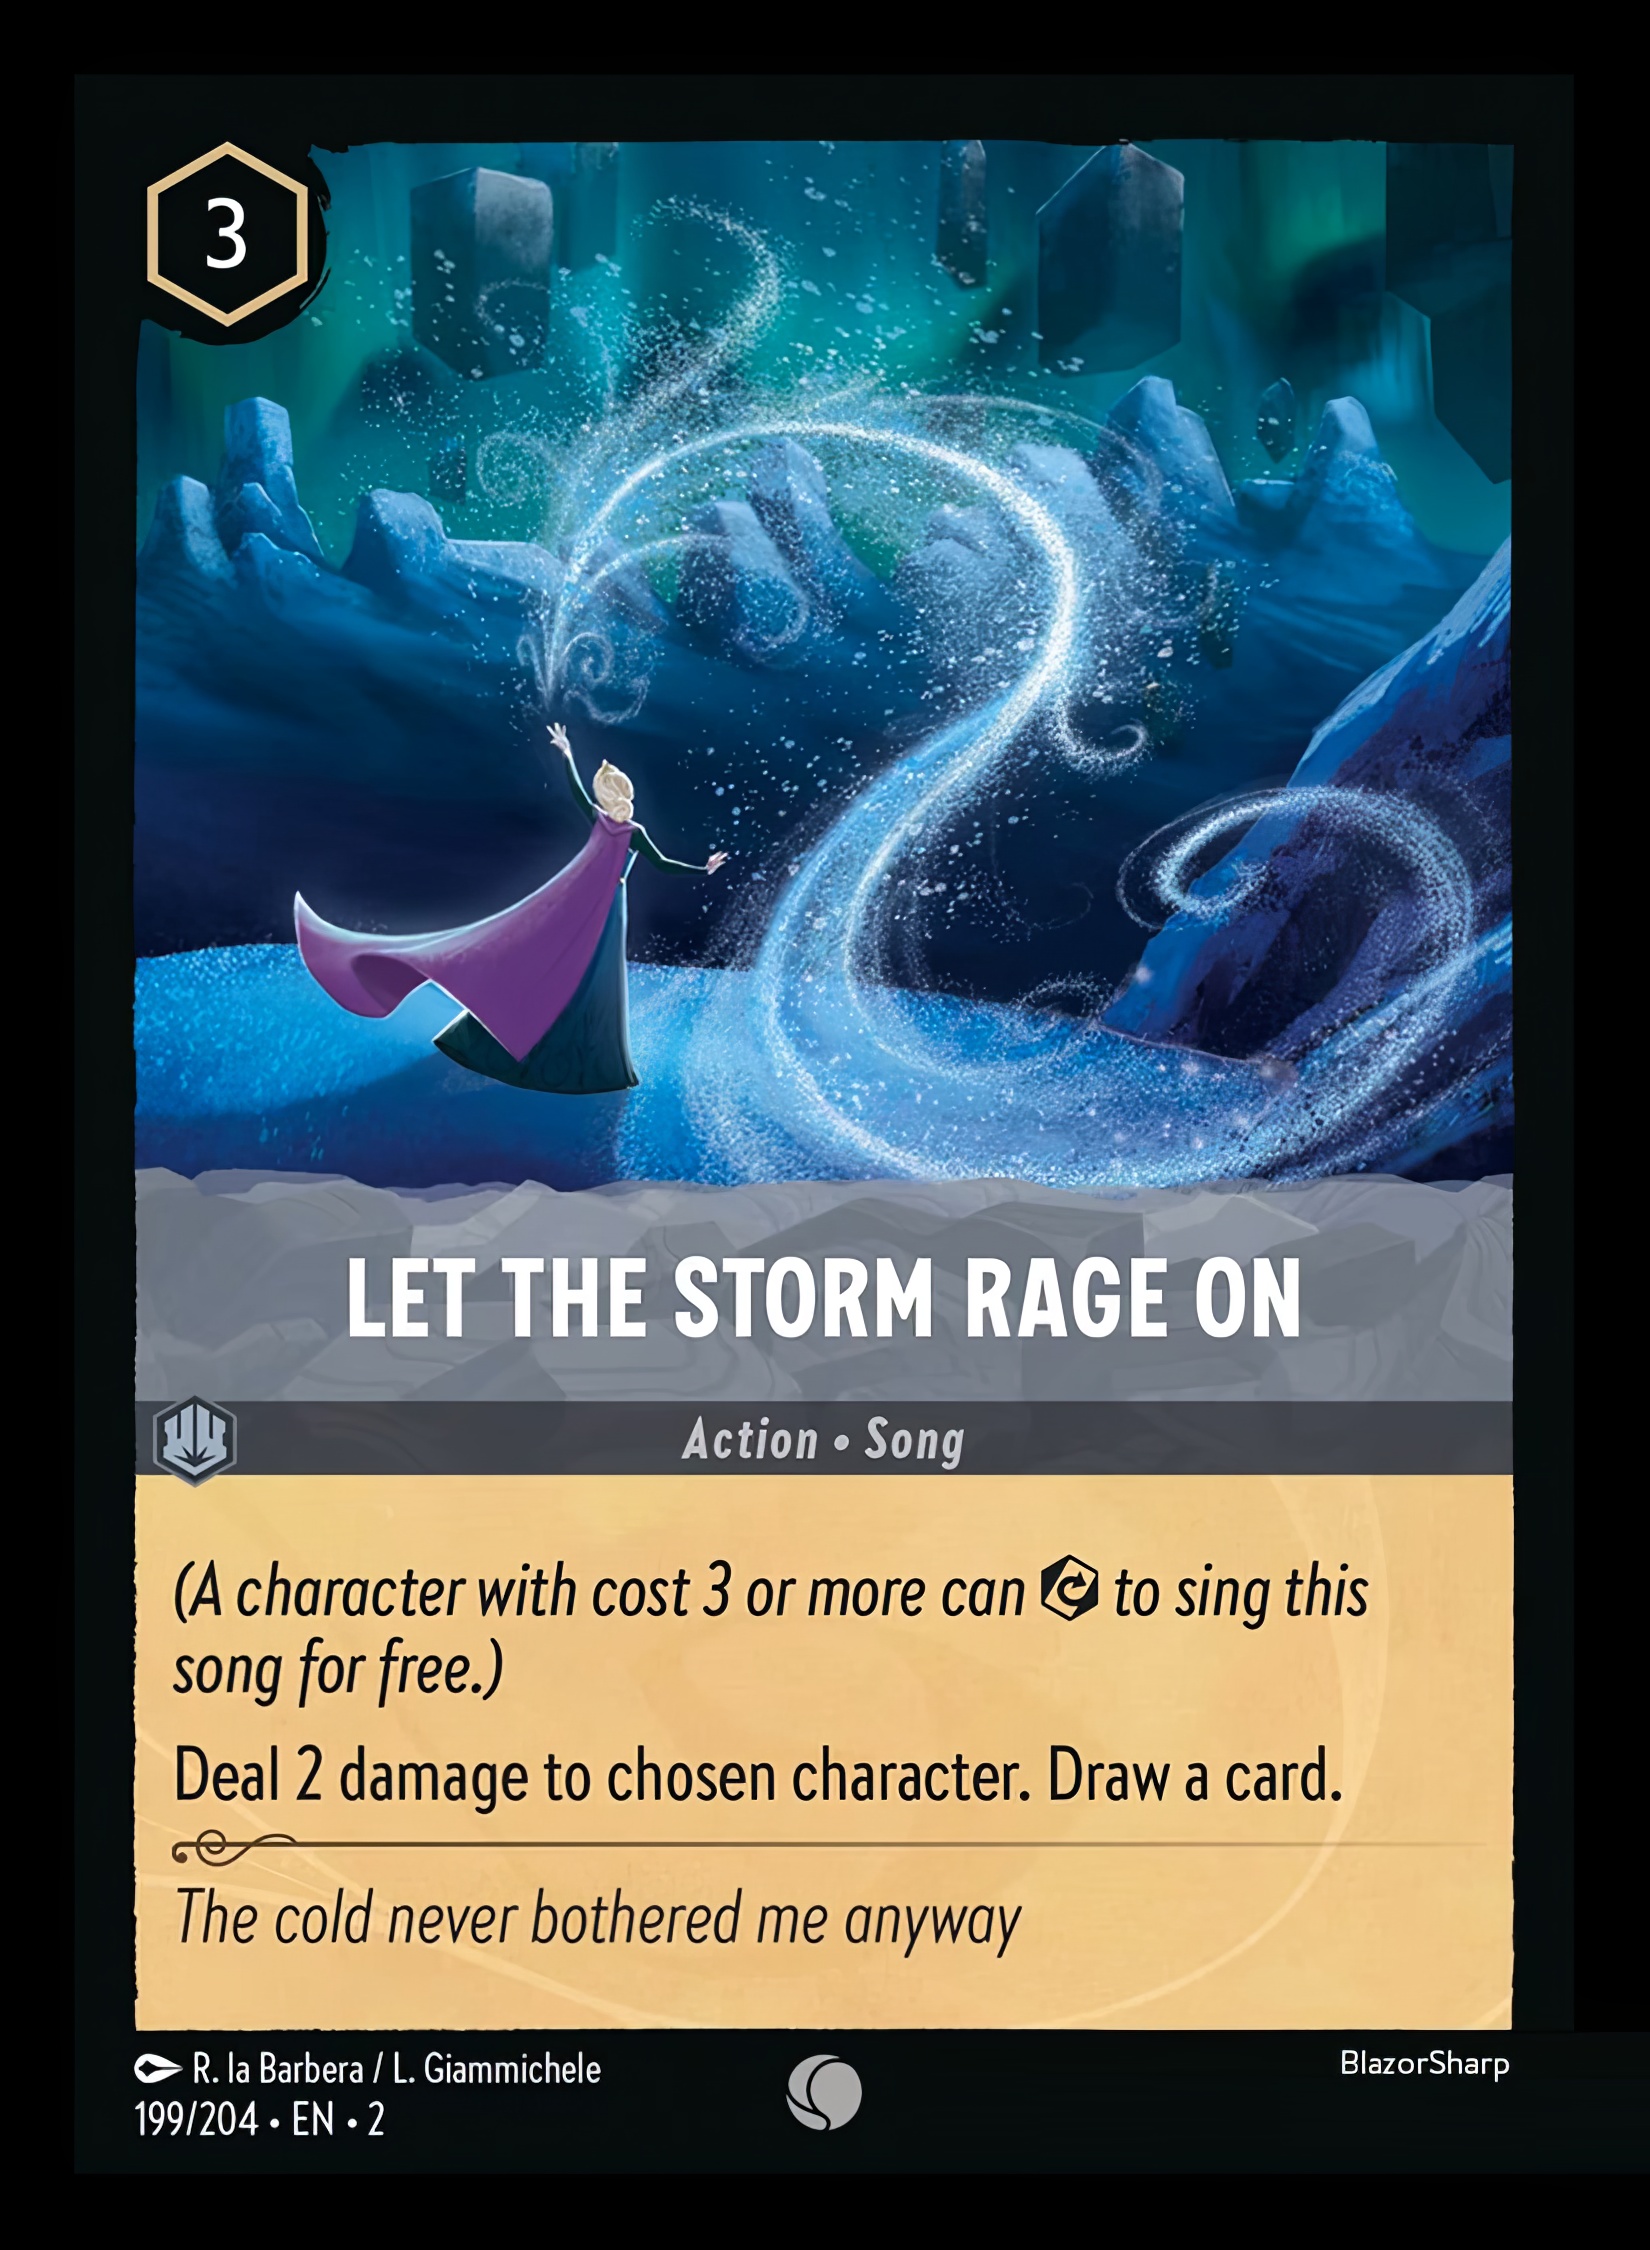 3
LET THE STORM RAGE ON
Action • Song
(A character with cost 3 or more can to sing this
song for free.)
Deal 2 damage to chosen character. Draw a card.
The cold never bothered me anyway
R. la Barbera / L. Giammichele
BlazorSharp
199/204 • EN • 2